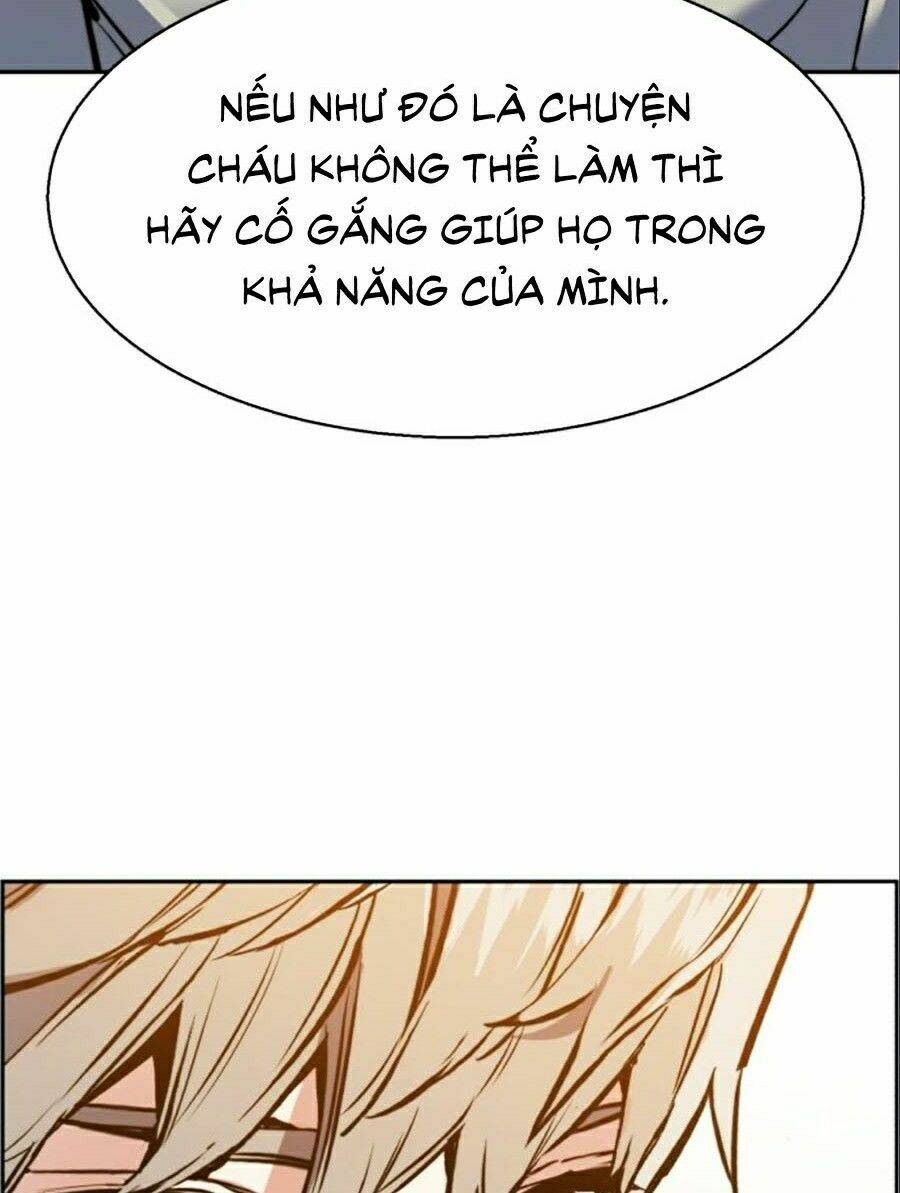 NẾU NHƯ ĐÓ LÀ CHUYỆN
CHÁU KHÔNG THỂ LÀM THÌ
HÃY CỐ GẮNG GIÚP HỌ TRONG
KHẢ NĂNG CỦA MÌNH.